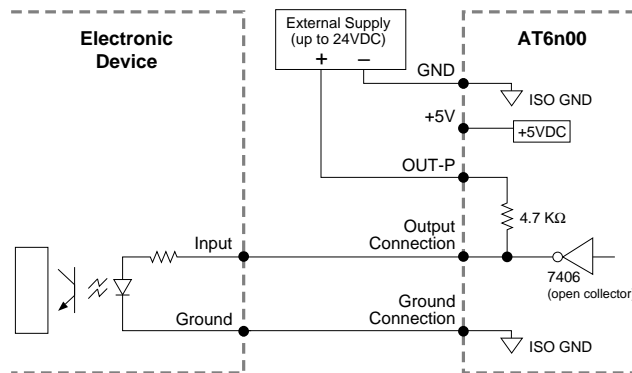 External Supply
(up to 24VDC)
+ –
Electronic
Device
AT6n00
GND
ISO GND
+5V
+5VDC
OUT-P
4.7 KΩ
Input
Output
Connection
7406
(open collector)
Ground
Ground
Connection
ISO GND